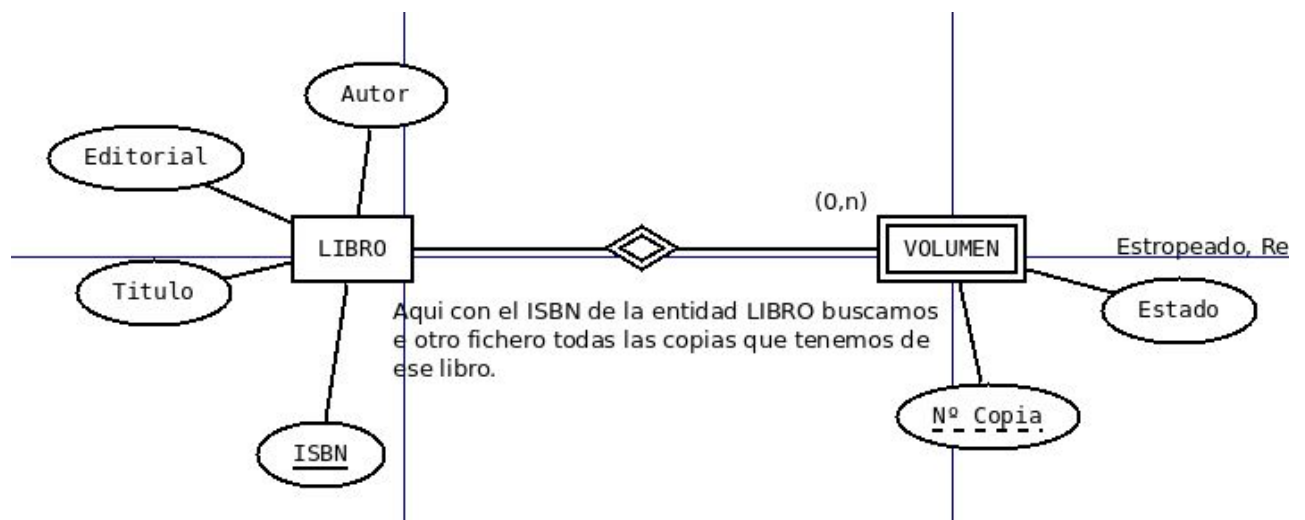 Autor
Editorial
(0,n)
LIBRO
VOLUMEN
Estropeado, Re
Titulo
Estado
Aqui con el ISBN de la entidad LIBRO buscamos
e otro fichero todas las copias que tenemos de
ese libro.
Nº Copia
ISBN